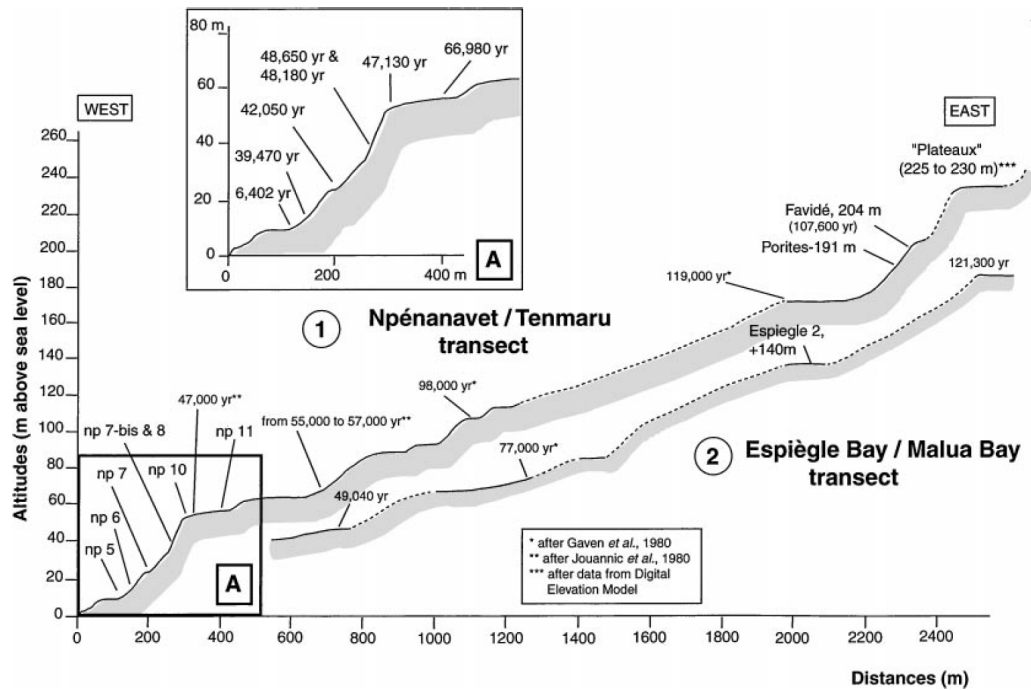 80 m
60
40
20
0
0
200
400 m
48,650 yr &
48,180 yr
47,130 yr
66,980 yr
42,050 yr
39,470 yr
6,402 yr
A
WEST
EAST
260
240
220
200
180
160
140
120
100
80
60
40
20
0
Altitudes (m above sea level)
"Plateaux"
(225 to 230 m)***
Favidé, 204 m
(107,600 yr)
Porites-191 m
121,300 yr
119,000 yr*
1
Npénanavet / Tenmaru
transect
Espiegle 2,
+140m
98,000 yr*
47,000 yr**
from 55,000 to 57,000 yr**
np 7-bis & 8
np 11
np 10
np 7
np 6
np 5
A
77,000 yr*
49,040 yr
2
Espiègle Bay / Malua Bay
transect
* after Gaven et al., 1980
** after Jouannic et al., 1980
*** after data from Digital
Elevation Model
0
200
400
600
800
1000
1200
1400
1600
1800
2000
2200
2400
Distances (m)